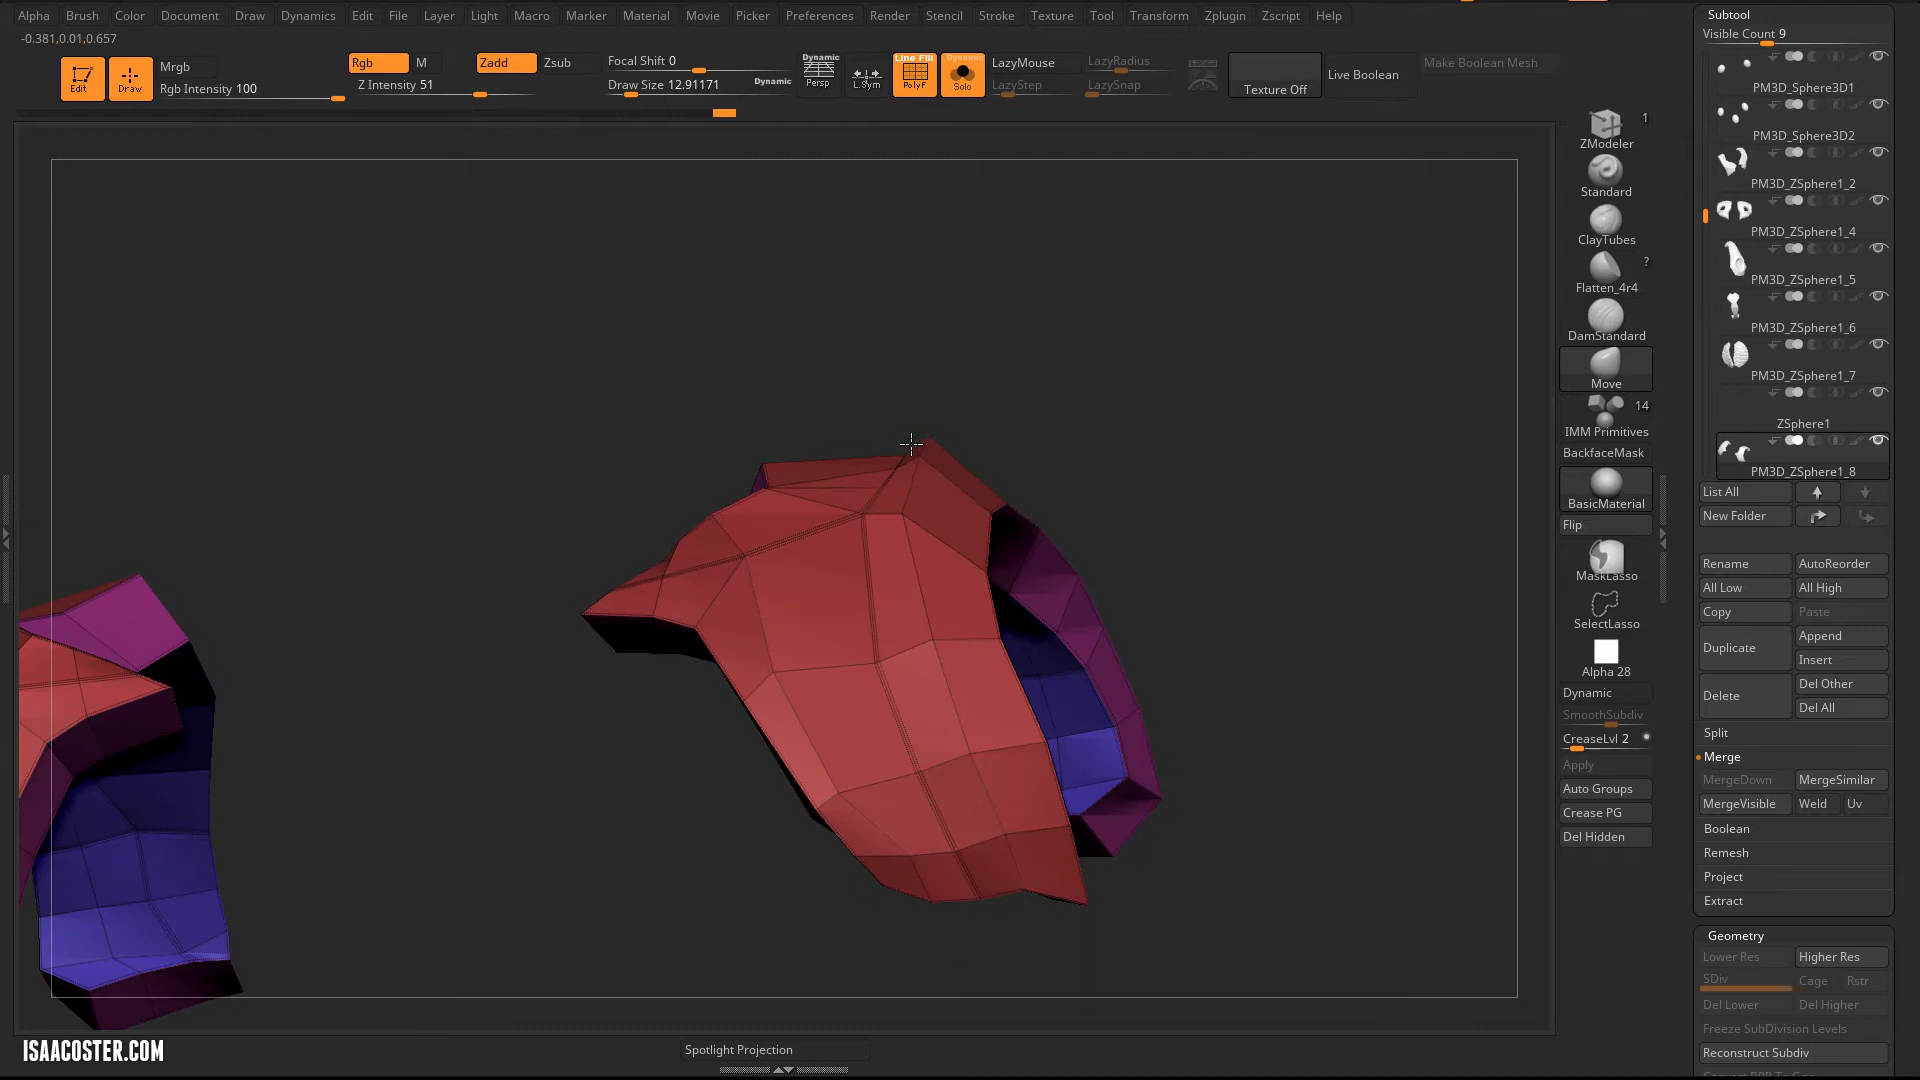 Alpha Brush Color Document Draw Dynamics Edit File Layer Light Macro Marker Material Movie Picker Preferences Render Stencil Stroke Texture Tool Transform Zplugin Zscript Help
-0.381,0.01,0.657
Edit
Draw
Mrgb
Rgb Intensity 100
Rgb
M
Z Intensity 51
Zadd
Zsub
Focal Shift 0
Draw Size 12.91171
Dynamic
Dynamic
Persp
L.Sym
Line Fill
PolyF
Dynamic
Solo
LazyMouse
LazyStep
LazyRadius
LazySnap
Texture Off
Live Boolean
Make Boolean Mesh
1
ZModeler
Standard
ClayTubes
?
Flatten_4r4
DamStandard
Move
14
IMM Primitives
BackfaceMask
BasicMaterial
Flip
MaskLasso
SelectLasso
Alpha 28
Dynamic
SmoothSubdiv
CreaseLvl 2
Apply
Auto Groups
Crease PG
Del Hidden
Subtool
Visible Count 9
PM3D_Sphere3D1
PM3D_Sphere3D2
PM3D_ZSphere1_2
PM3D_ZSphere1_4
PM3D_ZSphere1_5
PM3D_ZSphere1_6
PM3D_ZSphere1_7
ZSphere1
PM3D_ZSphere1_8
List All
New Folder
Rename AutoReorder
All Low All High
Copy Paste
Duplicate Append
Insert
Delete Del Other
Del All
Split
Merge
MergeDown MergeSimilar
MergeVisible Weld Uv
Boolean
Remesh
Project
Extract
Geometry
Lower Res Higher Res
SDiv Cage Rstr
Del Lower Del Higher
Freeze SubDivision Levels
Reconstruct Subdiv
Spotlight Projection
ISAACOSTER.COM